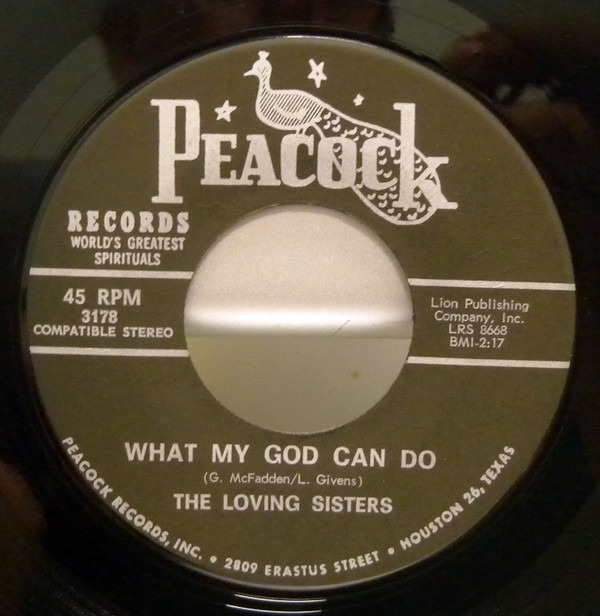 Peacock
RECORDS
WORLD'S GREATEST
SPIRITUALS
45 RPM
3178
COMPATIBLE STEREO
Lion Publishing
Company, Inc.
LRS 8668
BMI-2:17
WHAT MY GOD CAN DO
(G. McFadden/L. Givens)
THE LOVING SISTERS
PEACOCK RECORDS, INC. • 2809 ERASTUS STREET • HOUSTON 26, TEXAS